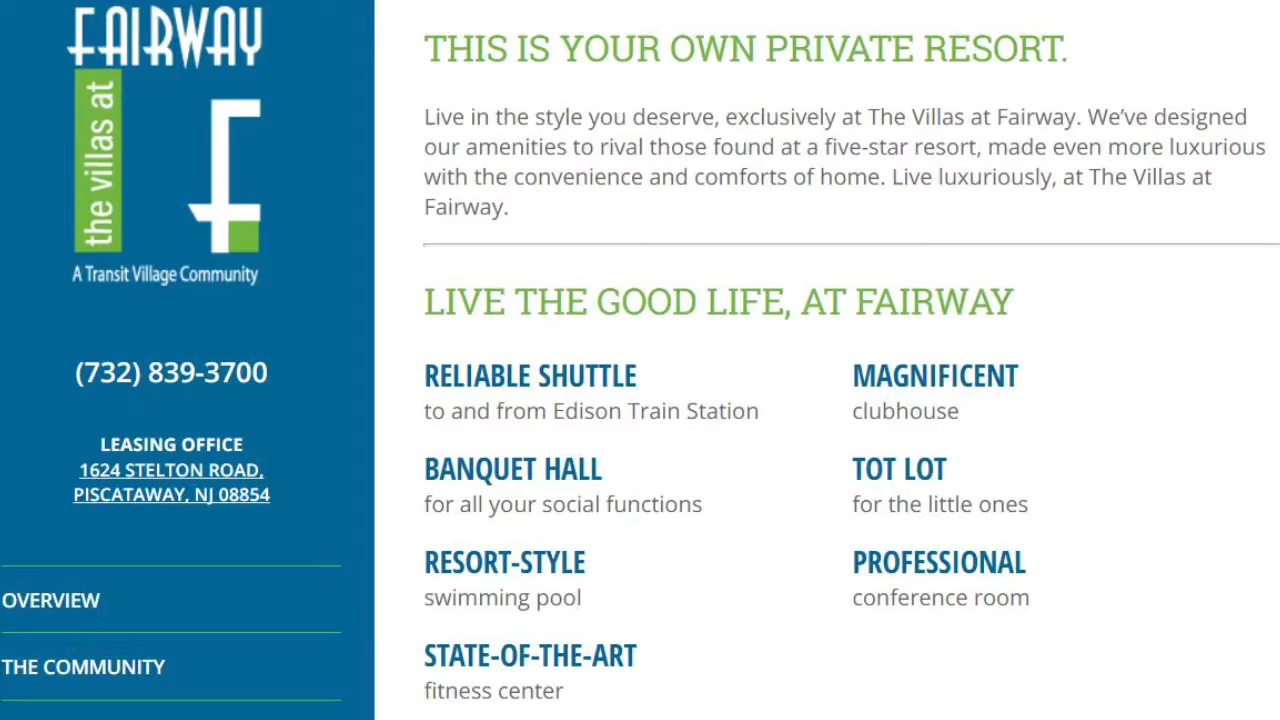 FAIRWAY
the villas at
A Transit Village Community
(732) 839-3700
LEASING OFFICE
1624 STELTON ROAD,
PISCATAWAY, NJ 08854
OVERVIEW
THE COMMUNITY
THIS IS YOUR OWN PRIVATE RESORT.
Live in the style you deserve, exclusively at The Villas at Fairway. We’ve designed
our amenities to rival those found at a five-star resort, made even more luxurious
with the convenience and comforts of home. Live luxuriously, at The Villas at
Fairway.
LIVE THE GOOD LIFE, AT FAIRWAY
RELIABLE SHUTTLE
to and from Edison Train Station
BANQUET HALL
for all your social functions
RESORT-STYLE
swimming pool
STATE-OF-THE-ART
fitness center
MAGNIFICENT
clubhouse
TOT LOT
for the little ones
PROFESSIONAL
conference room